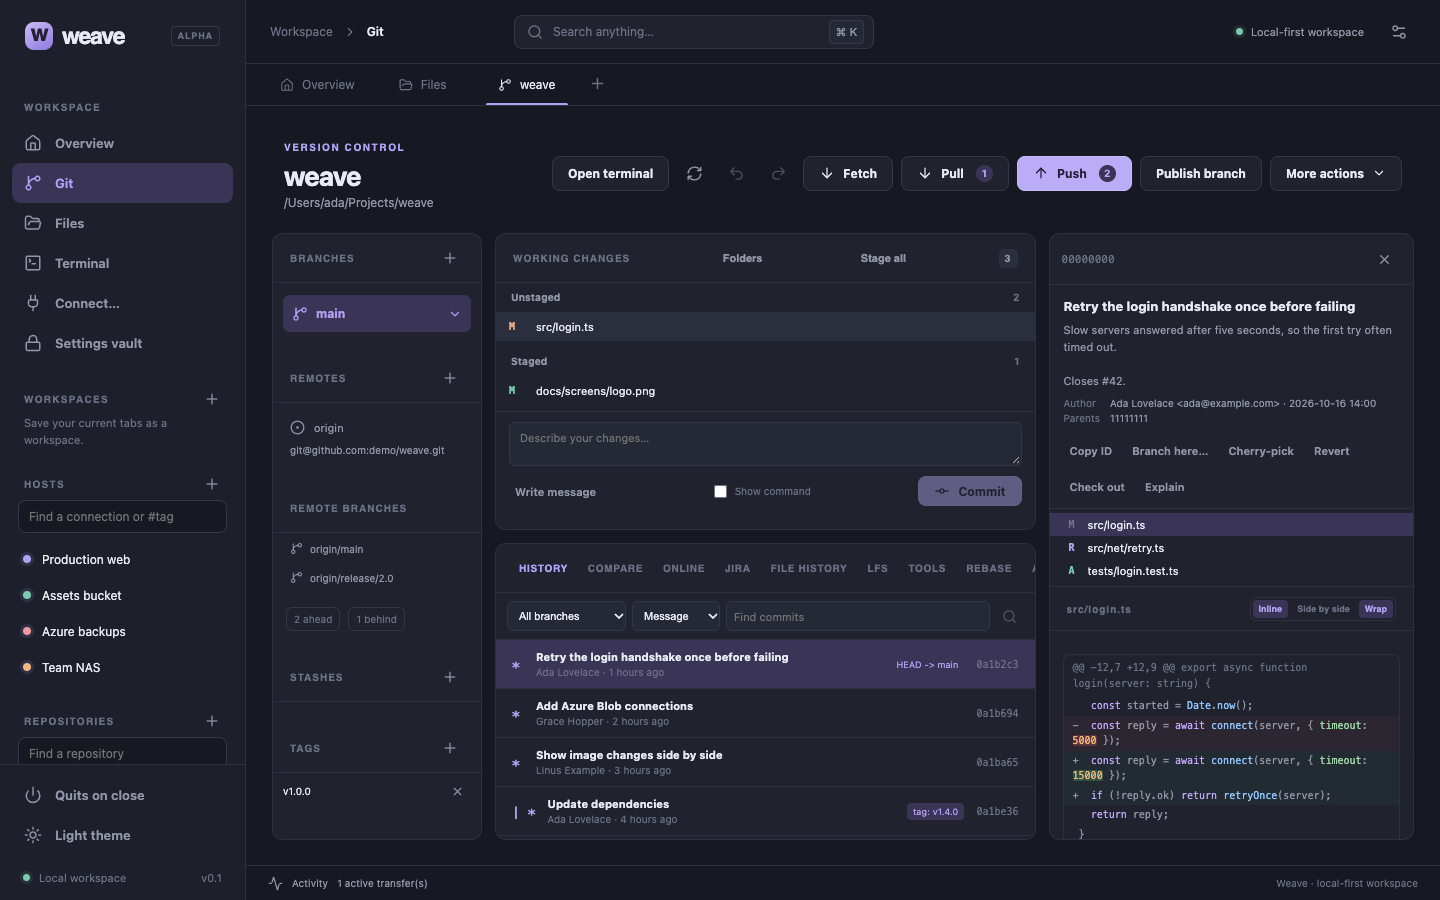 W weave ALPHA
WORKSPACE
Overview
Git
Files
Terminal
Connect...
Settings vault
WORKSPACES
Save your current tabs as a
workspace.
HOSTS
Find a connection or #tag
Production web
Assets bucket
Azure backups
Team NAS
REPOSITORIES
Find a repository
Quits on close
Light theme
Local workspace v0.1
Workspace > Git
Search anything... ⌘ K
Local-first workspace
Overview Files weave
VERSION CONTROL
weave
/Users/ada/Projects/weave
Open terminal Fetch Pull 1 Push 2 Publish branch More actions
BRANCHES
main
REMOTES
origin
git@github.com:demo/weave.git
REMOTE BRANCHES
origin/main
origin/release/2.0
2 ahead 1 behind
STASHES
TAGS
v1.0.0
WORKING CHANGES Folders Stage all 3
Unstaged 2
M src/login.ts
Staged 1
M docs/screens/logo.png
Describe your changes...
Write message Show command Commit
HISTORY COMPARE ONLINE JIRA FILE HISTORY LFS TOOLS REBASE
All branches Message Find commits
* Retry the login handshake once before failing HEAD -> main 0a1b2c3
Ada Lovelace · 1 hours ago
* Add Azure Blob connections 0a1b694
Grace Hopper · 2 hours ago
* Show image changes side by side 0a1ba65
Linus Example · 3 hours ago
| * Update dependencies tag: v1.4.0 0a1be36
Ada Lovelace · 4 hours ago
00000000
Retry the login handshake once before failing
Slow servers answered after five seconds, so the first try often
timed out.
Closes #42.
Author Ada Lovelace <ada@example.com> · 2026-10-16 14:00
Parents 11111111
Copy ID Branch here... Cherry-pick Revert
Check out Explain
M src/login.ts
R src/net/retry.ts
A tests/login.test.ts
src/login.ts Inline Side by side Wrap
@@ -12,7 +12,9 @@ export async function
login(server: string) {
const started = Date.now();
- const reply = await connect(server, { timeout:
5000 });
+ const reply = await connect(server, { timeout:
15000 });
+ if (!reply.ok) return retryOnce(server);
return reply;
}
Activity 1 active transfer(s)
Weave · local-first workspace